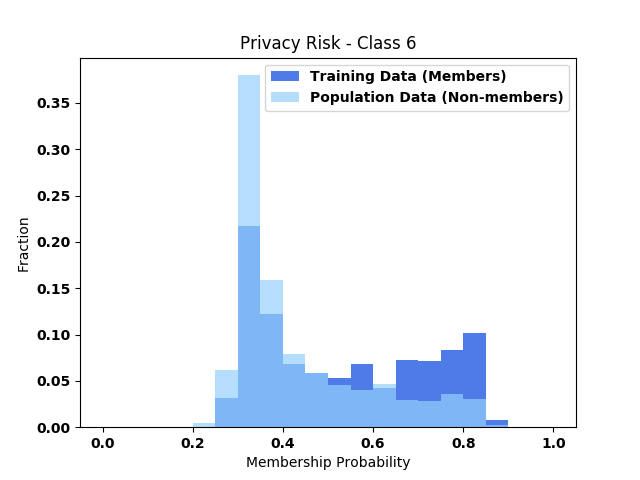 Privacy Risk - Class 6
Training Data (Members)
Population Data (Non-members)
Fraction
0.35
0.30
0.25
0.20
0.15
0.10
0.05
0.00
0.0 0.2 0.4 0.6 0.8 1.0
Membership Probability